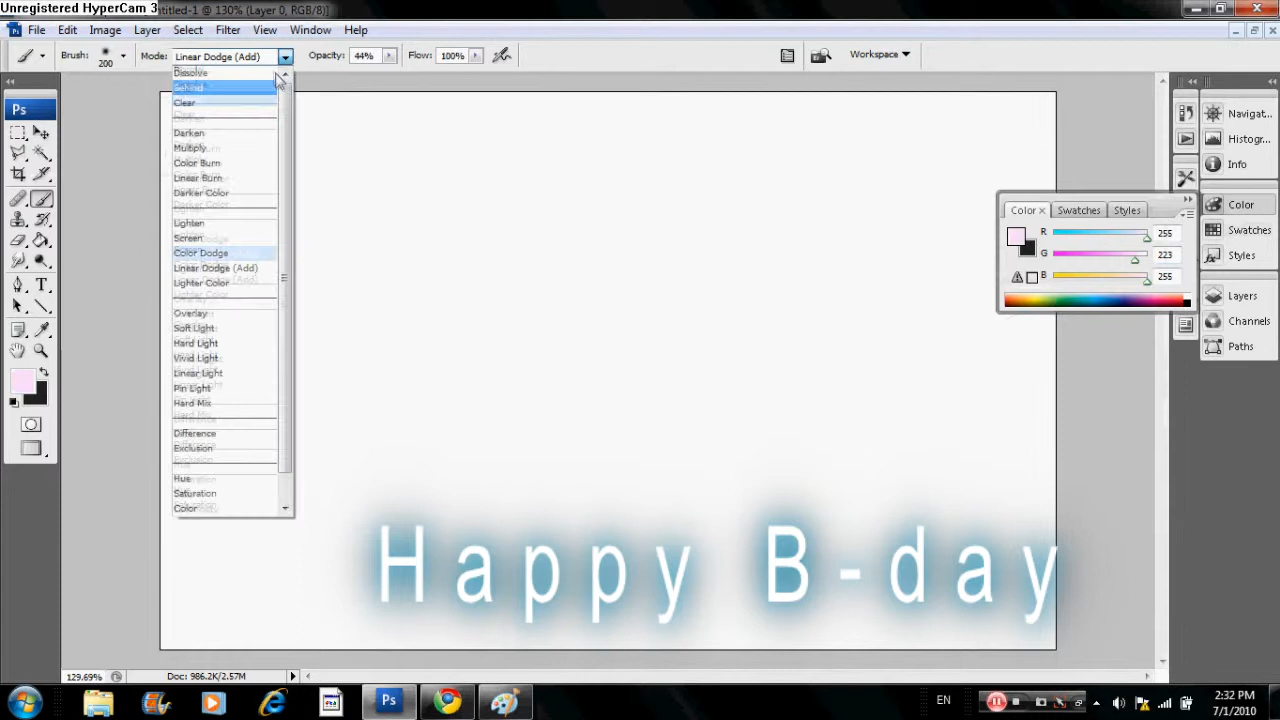 Unregistered HyperCam 3
ntitled-1 @ 130% (Layer 0, RGB/8)]
File Edit Image Layer Select Filter View Window Help
Brush: 200 Mode: Linear Dodge (Add) Opacity: 44% Flow: 100% Workspace
Dissolve
Behind
Clear
Darken
Multiply
Color Burn
Linear Burn
Darker Color
Lighten
Screen
Color Dodge
Linear Dodge (Add)
Lighter Color
Overlay
Soft Light
Hard Light
Vivid Light
Linear Light
Pin Light
Hard Mix
Difference
Exclusion
Hue
Saturation
Color
Ps
Color Swatches Styles
R 255
G 223
B 255
Navigat...
Histogr...
Info
Color
Swatches
Styles
Layers
Channels
Paths
Happy B-day
129.69% Doc: 986.2K/2.57M
Ps
EN
2:32 PM
7/1/2010